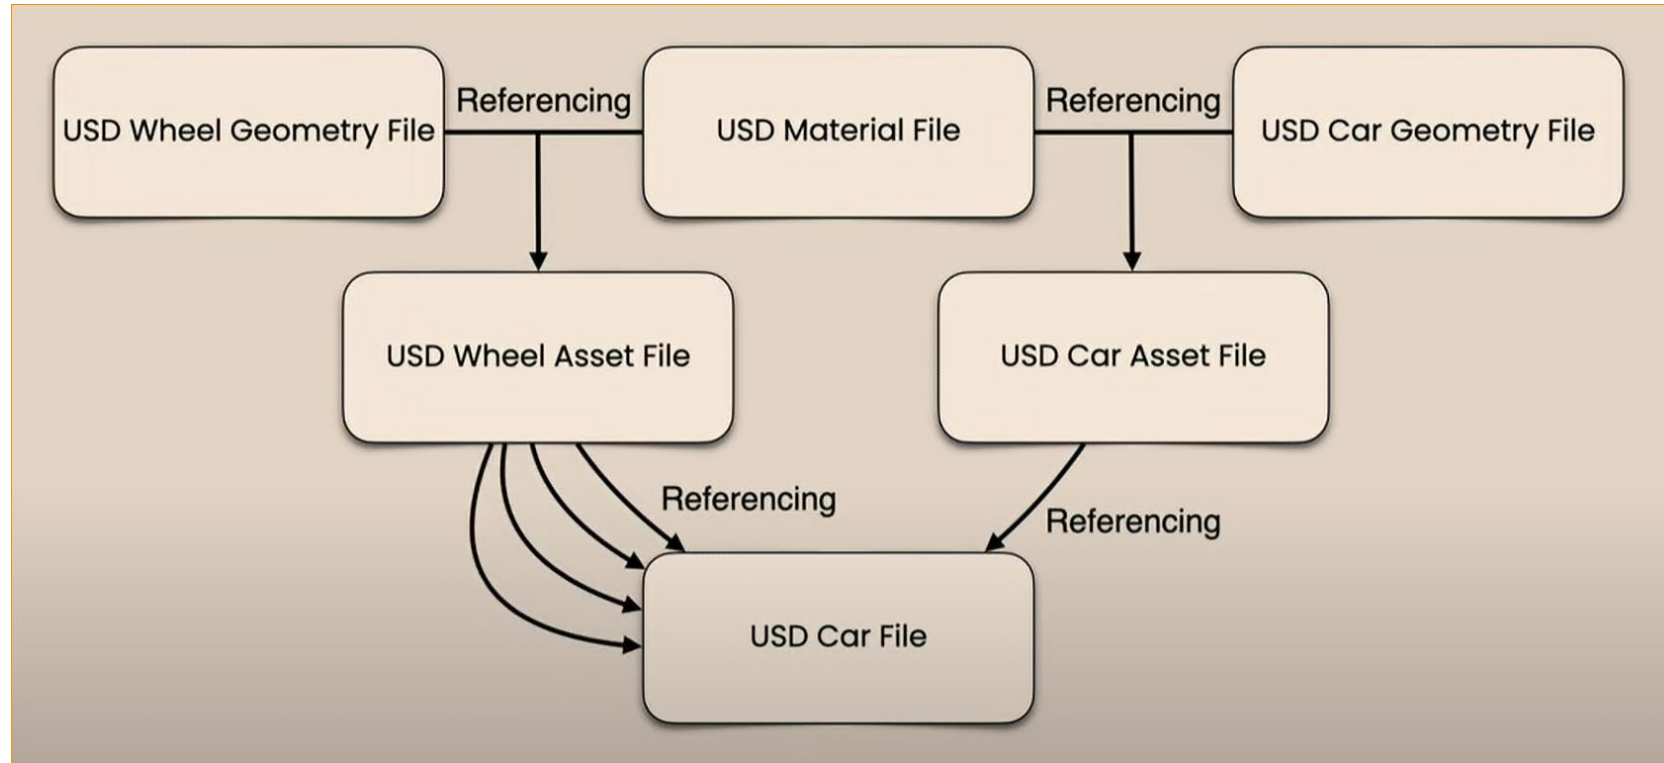 USD Wheel Geometry File
Referencing
USD Material File
Referencing
USD Car Geometry File
USD Wheel Asset File
USD Car Asset File
Referencing
Referencing
USD Car File